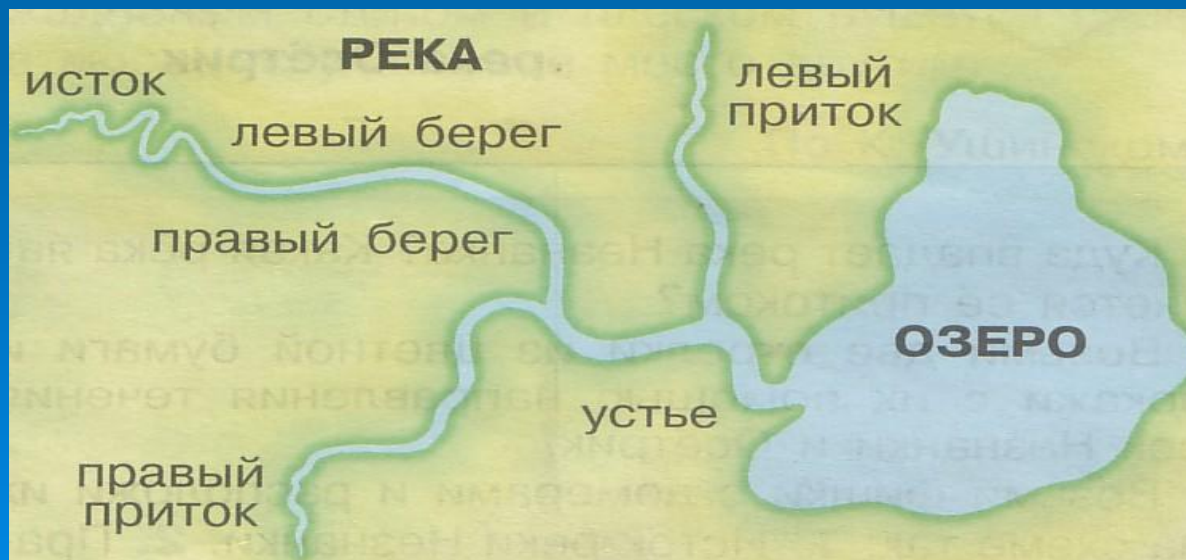 РЕКА
исток
левый берег
левый
приток
правый берег
ОЗЕРО
устье
правый
приток